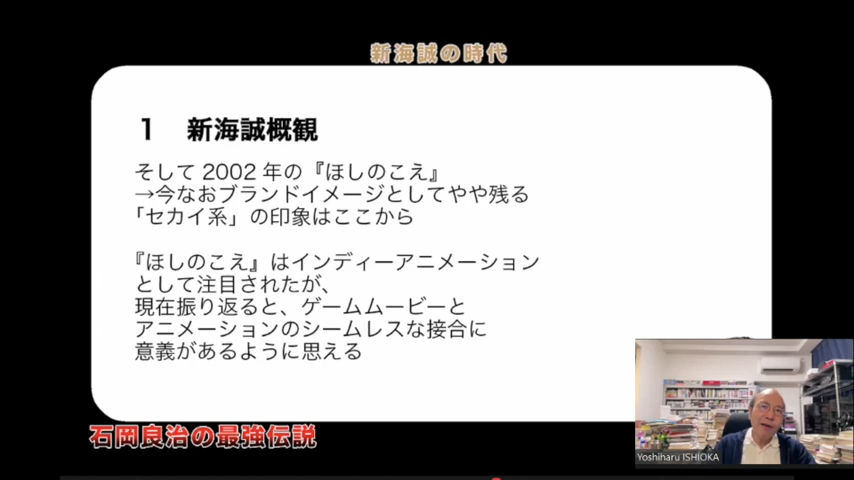 新海誠の時代
1 新海誠概観
そして 2002 年の『ほしのこえ』
→今なおブランドイメージとしてやや残る
「セカイ系」の印象はここから
『ほしのこえ』はインディーアニメーション
として注目されたが、
現在振り返ると、ゲームムービーと
アニメーションのシームレスな接合に
意義があるように思える
石岡良治の最強伝説
Yoshiharu ISHIOKA